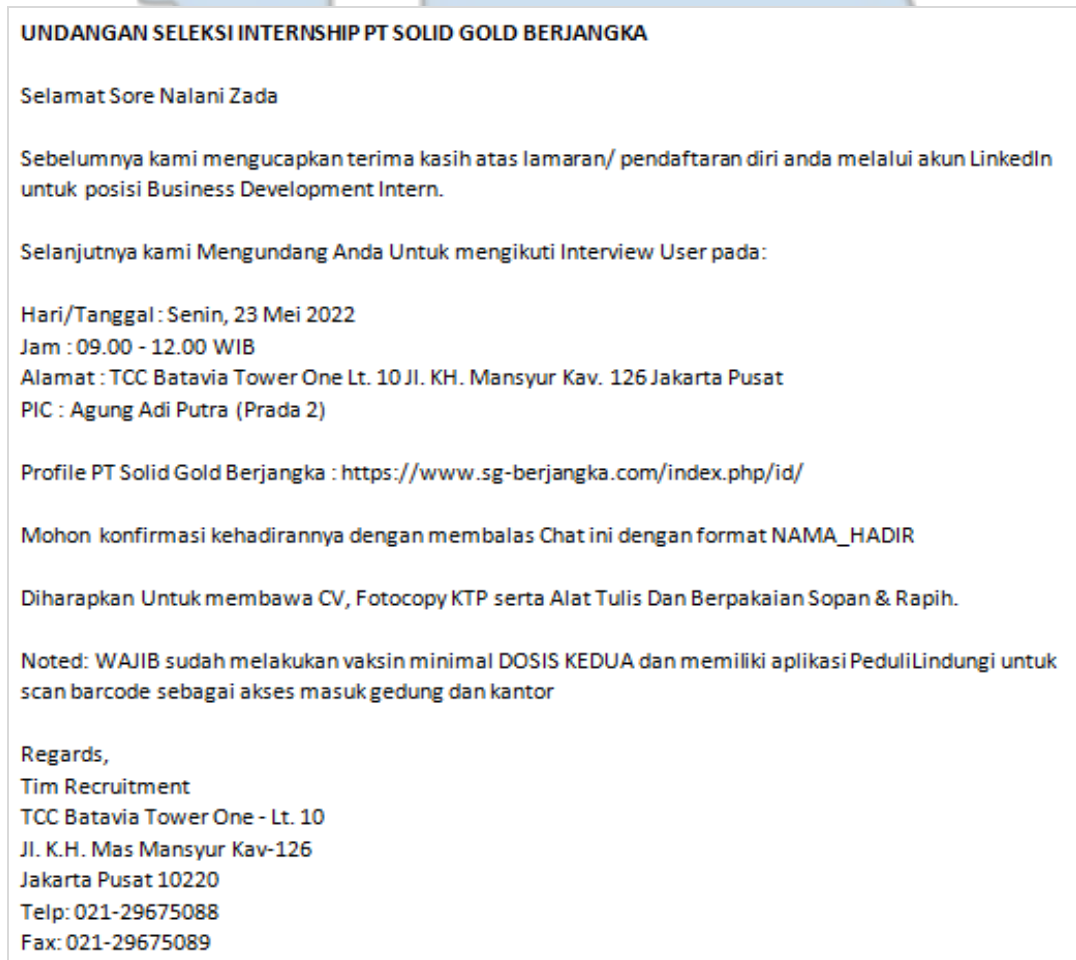 UNDANGAN SELEKSI INTERNSHIP PT SOLID GOLD BERJANGKA
Selamat Sore Nalani Zada
Sebelumnya kami mengucapkan terima kasih atas lamaran/ pendaftaran diri anda melalui akun LinkedIn
untuk posisi Business Development Intern.
Selanjutnya kami Mengundang Anda Untuk mengikuti Interview User pada:
Hari/Tanggal : Senin, 23 Mei 2022
Jam : 09.00 - 12.00 WIB
Alamat : TCC Batavia Tower One Lt. 10 Jl. KH. Mansyur Kav. 126 Jakarta Pusat
PIC : Agung Adi Putra (Prada 2)
Profile PT Solid Gold Berjangka : https://www.sg-berjangka.com/index.php/id/
Mohon konfirmasi kehadirannya dengan membalas Chat ini dengan format NAMA_HADIR
Diharapkan Untuk membawa CV, Fotocopy KTP serta Alat Tulis Dan Berpakaian Sopan & Rapih.
Noted: WAJIB sudah melakukan vaksin minimal DOSIS KEDUA dan memiliki aplikasi PeduliLindungi untuk
scan barcode sebagai akses masuk gedung dan kantor
Regards,
Tim Recruitment
TCC Batavia Tower One - Lt. 10
Jl. K.H. Mas Mansyur Kav-126
Jakarta Pusat 10220
Telp: 021-29675088
Fax: 021-29675089